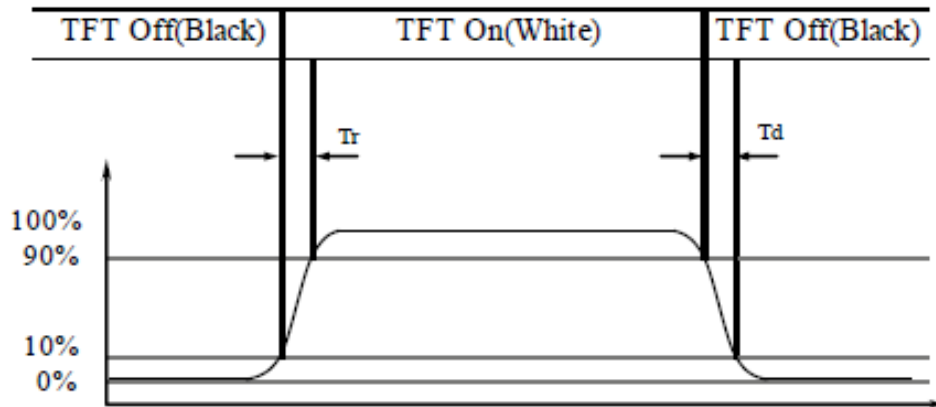 TFT Off(Black) TFT On(White) TFT Off(Black)
Tr Td
100%
90%
10%
0%